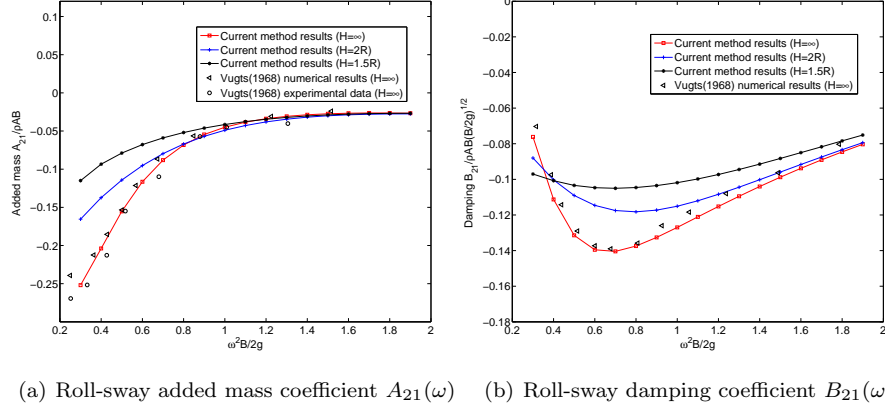 0.1
0.05
0
−0.05
−0.1
−0.15
−0.2
−0.25
Added mass A21/ρAB
0.2 0.4 0.6 0.8 1 1.2 1.4 1.6 1.8 2
ω²B/2g
Current method results (H=∞)
Current method results (H=2R)
Current method results (H=1.5R)
Vugts(1968) numerical results (H=∞)
Vugts(1968) experimental data (H=∞)
0
−0.02
−0.04
−0.06
−0.08
−0.1
−0.12
−0.14
−0.16
−0.18
Damping B21/ρAB(B/2g)^1/2
0.2 0.4 0.6 0.8 1 1.2 1.4 1.6 1.8 2
ω²B/2g
Current method results (H=∞)
Current method results (H=2R)
Current method results (H=1.5R)
Vugts(1968) numerical results (H=∞)
(a) Roll-sway added mass coefficient A21(ω)
(b) Roll-sway damping coefficient B21(ω